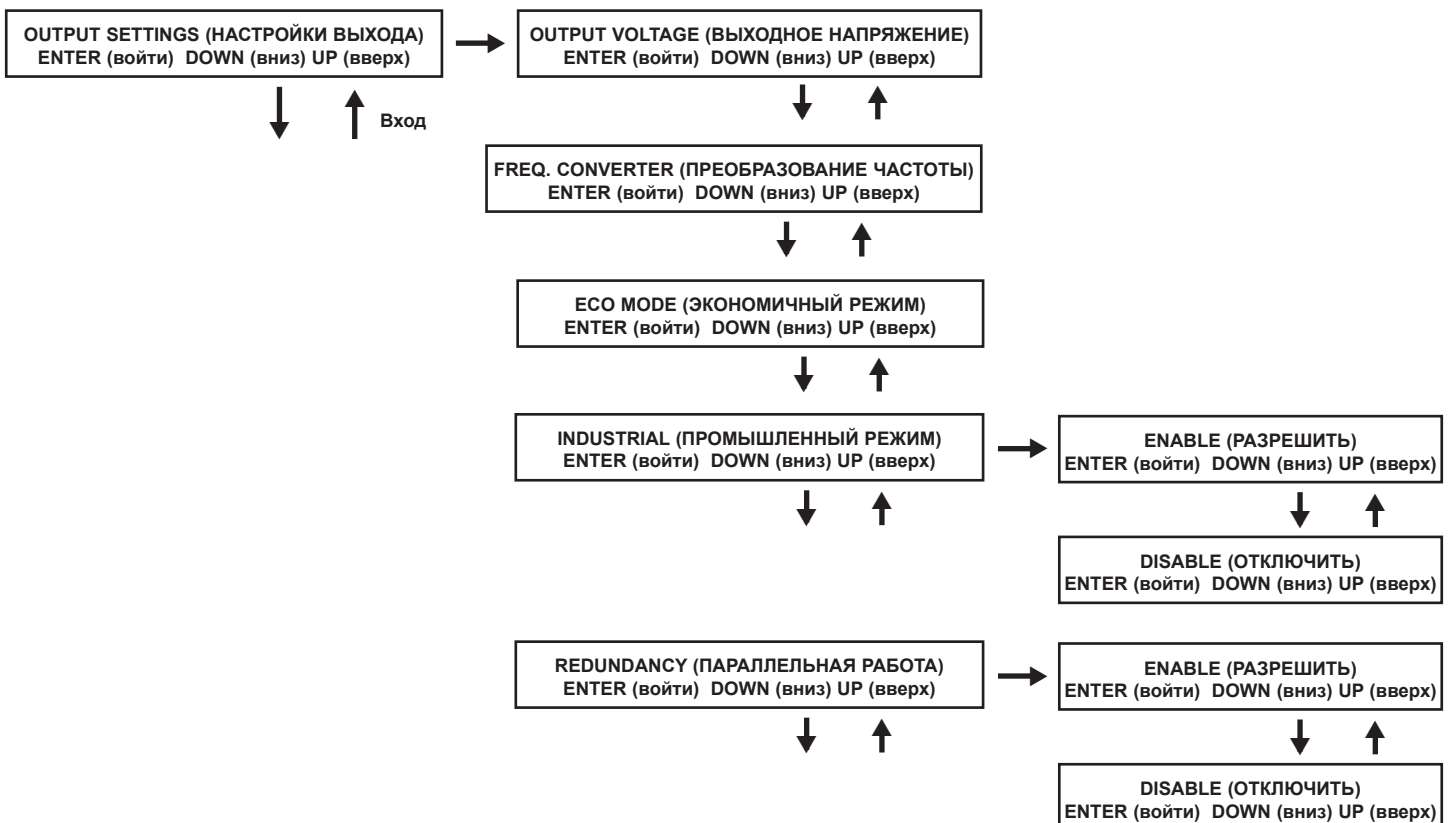 OUTPUT SETTINGS (НАСТРОЙКИ ВЫХОДА)
ENTER (войти) DOWN (вниз) UP (вверх)
OUTPUT VOLTAGE (ВЫХОДНОЕ НАПРЯЖЕНИЕ)
ENTER (войти) DOWN (вниз) UP (вверх)
Вход
FREQ. CONVERTER (ПРЕОБРАЗОВАНИЕ ЧАСТОТЫ)
ENTER (войти) DOWN (вниз) UP (вверх)
ECO MODE (ЭКОНОМИЧНЫЙ РЕЖИМ)
ENTER (войти) DOWN (вниз) UP (вверх)
INDUSTRIAL (ПРОМЫШЛЕННЫЙ РЕЖИМ)
ENTER (войти) DOWN (вниз) UP (вверх)
ENABLE (РАЗРЕШИТЬ)
ENTER (войти) DOWN (вниз) UP (вверх)
DISABLE (ОТКЛЮЧИТЬ)
ENTER (войти) DOWN (вниз) UP (вверх)
REDUNDANCY (ПАРАЛЛЕЛЬНАЯ РАБОТА)
ENTER (войти) DOWN (вниз) UP (вверх)
ENABLE (РАЗРЕШИТЬ)
ENTER (войти) DOWN (вниз) UP (вверх)
DISABLE (ОТКЛЮЧИТЬ)
ENTER (войти) DOWN (вниз) UP (вверх)